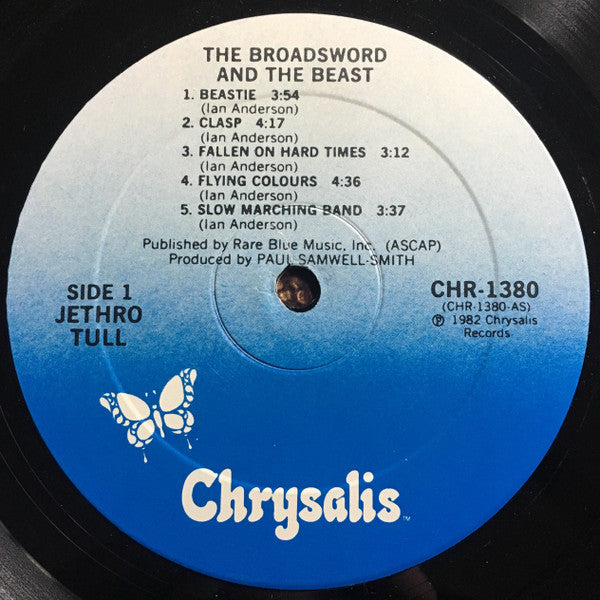 THE BROADSWORD
AND THE BEAST
1. BEASTIE 3:54
(Ian Anderson)
2. CLASP 4:17
(Ian Anderson)
3. FALLEN ON HARD TIMES 3:12
(Ian Anderson)
4. FLYING COLOURS 4:36
(Ian Anderson)
5. SLOW MARCHING BAND 3:37
(Ian Anderson)
Published by Rare Blue Music, Inc. (ASCAP)
Produced by PAUL SAMWELL-SMITH
SIDE 1
JETHRO
TULL
CHR-1380
(CHR-1380-AS)
℗ 1982 Chrysalis
Records
Chrysalis™